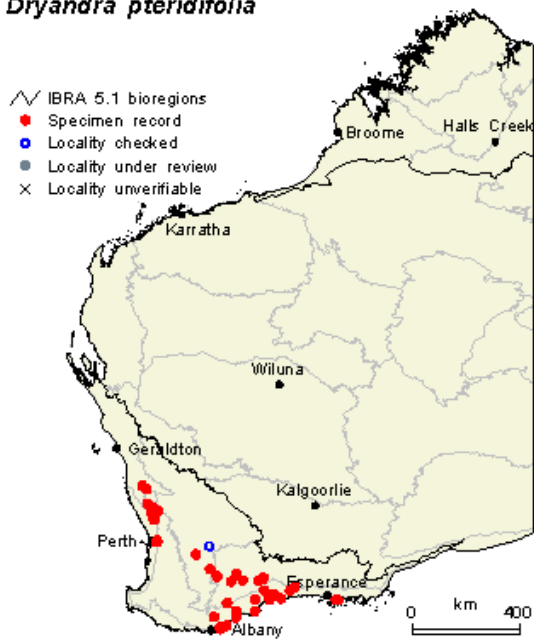 Dryandra pteridifolia
IBRA 5.1 bioregions
Specimen record
Locality checked
Locality under review
Locality unverifiable
Broome
Halls Creek
Karratha
Wiluna
Geraldton
Kalgoorlie
Perth
Esperance
Albany
km
0 400